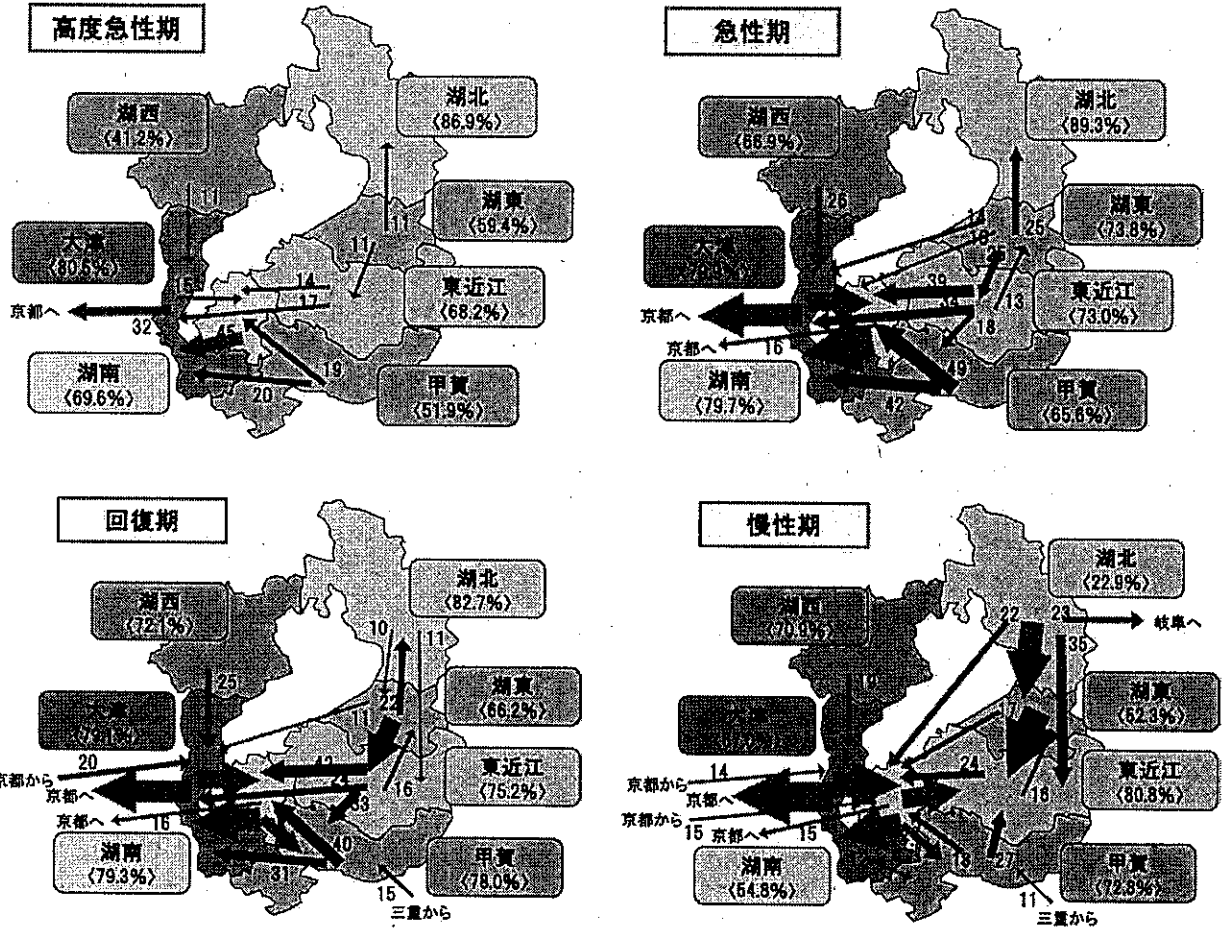 高度急性期
湖西
〈41.2%〉
湖北
〈86.9%〉
湖東
〈59.4%〉
大津
〈80.5%〉
東近江
〈68.2%〉
湖南
〈69.6%〉
甲賀
〈51.9%〉
京都へ
32
11
11
11
14
17
45
19
20
急性期
湖西
湖北
〈89.3%〉
湖東
〈73.8%〉
東近江
〈73.0%〉
湖南
〈79.7%〉
甲賀
〈65.6%〉
京都へ
京都へ
16
26
14
25
39
34
13
18
49
42
回復期
湖西
〈72.1%〉
湖北
〈82.7%〉
湖東
〈66.2%〉
大津
東近江
〈75.2%〉
湖南
〈79.3%〉
甲賀
〈78.0%〉
20
京都から
京都へ
京都へ
16
25
10
11
22
11
24
16
40
31
15
三重から
慢性期
湖西
〈70.9%〉
湖北
〈22.9%〉
湖東
〈52.3%〉
東近江
〈80.8%〉
湖南
〈54.8%〉
甲賀
〈72.8%〉
22
23
岐阜へ
35
24
京都から
14
京都へ
京都から
15
京都へ
15
27
11
三重から